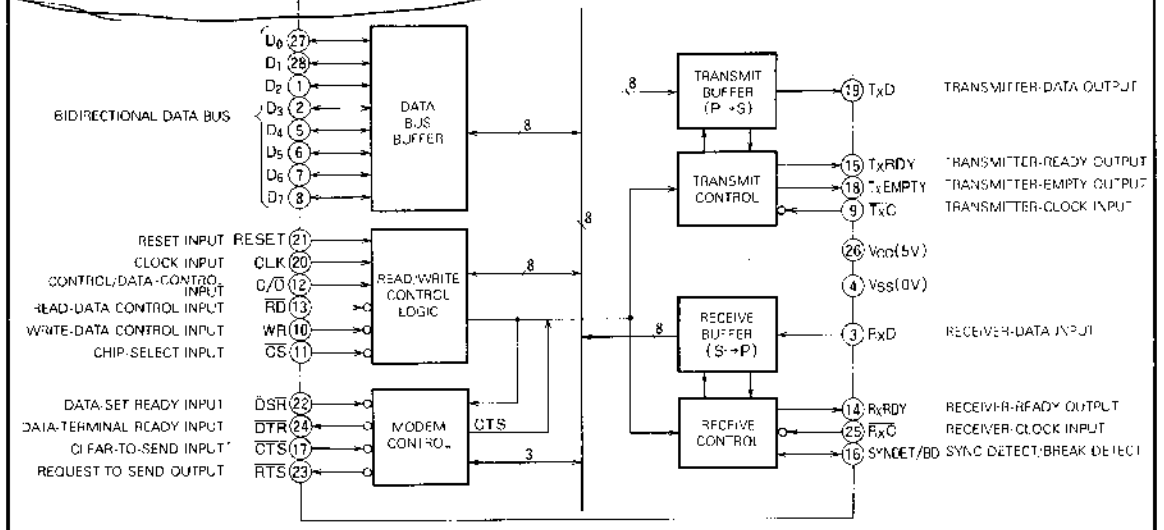 BIDIRECTIONAL DATA BUS
D0 27
D1 28
D2 1
D3 2
D4 5
D5 6
D6 7
D7 8
DATA
BUS
BUFFER
8
RESET INPUT RESET 21
CLOCK INPUT CLK 20
CONTROL/DATA-CONTROL
INPUT
C/D 12
READ-DATA CONTROL INPUT RD 13
WRITE-DATA CONTROL INPUT WR 10
CHIP-SELECT INPUT CS 11
READ/WRITE
CONTROL
LOGIC
8
8
DATA-SET READY INPUT DSR 22
DATA-TERMINAL READY INPUT DTR 24
CLEAR-TO-SEND INPUT CTS 17
REQUEST TO SEND OUTPUT RTS 23
MODEM
CONTROL
CTS
3
8
TRANSMIT
BUFFER
(P→S)
19 TxD TRANSMITTER-DATA OUTPUT
TRANSMIT
CONTROL
15 TxRDY TRANSMITTER-READY OUTPUT
18 TxEMPTY TRANSMITTER-EMPTY OUTPUT
9 TxC TRANSMITTER-CLOCK INPUT
26 Vcc(5V)
4 Vss(0V)
8
RECEIVE
BUFFER
(S→P)
3 RxD RECEIVER-DATA INPUT
RECEIVE
CONTROL
14 RxRDY RECEIVER-READY OUTPUT
25 RxC RECEIVER-CLOCK INPUT
16 SYNDET/BD SYNC DETECT/BREAK DETECT